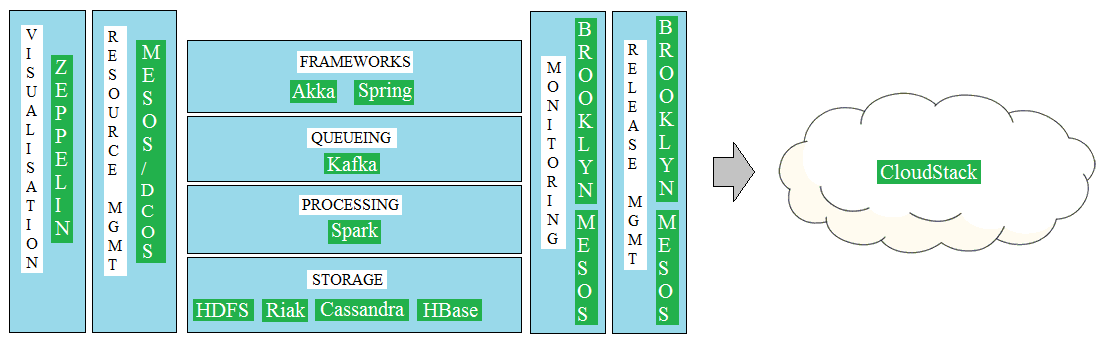 VISUALISATION
ZEPPELIN
RESOURCE MGMT
MESOS/DCOS
FRAMEWORKS
Akka Spring
QUEUEING
Kafka
PROCESSING
Spark
STORAGE
HDFS Riak Cassandra HBase
MONITORING
BROOKLYN
MESOS
RELEASE MGMT
BROOKLYN
MESOS
CloudStack